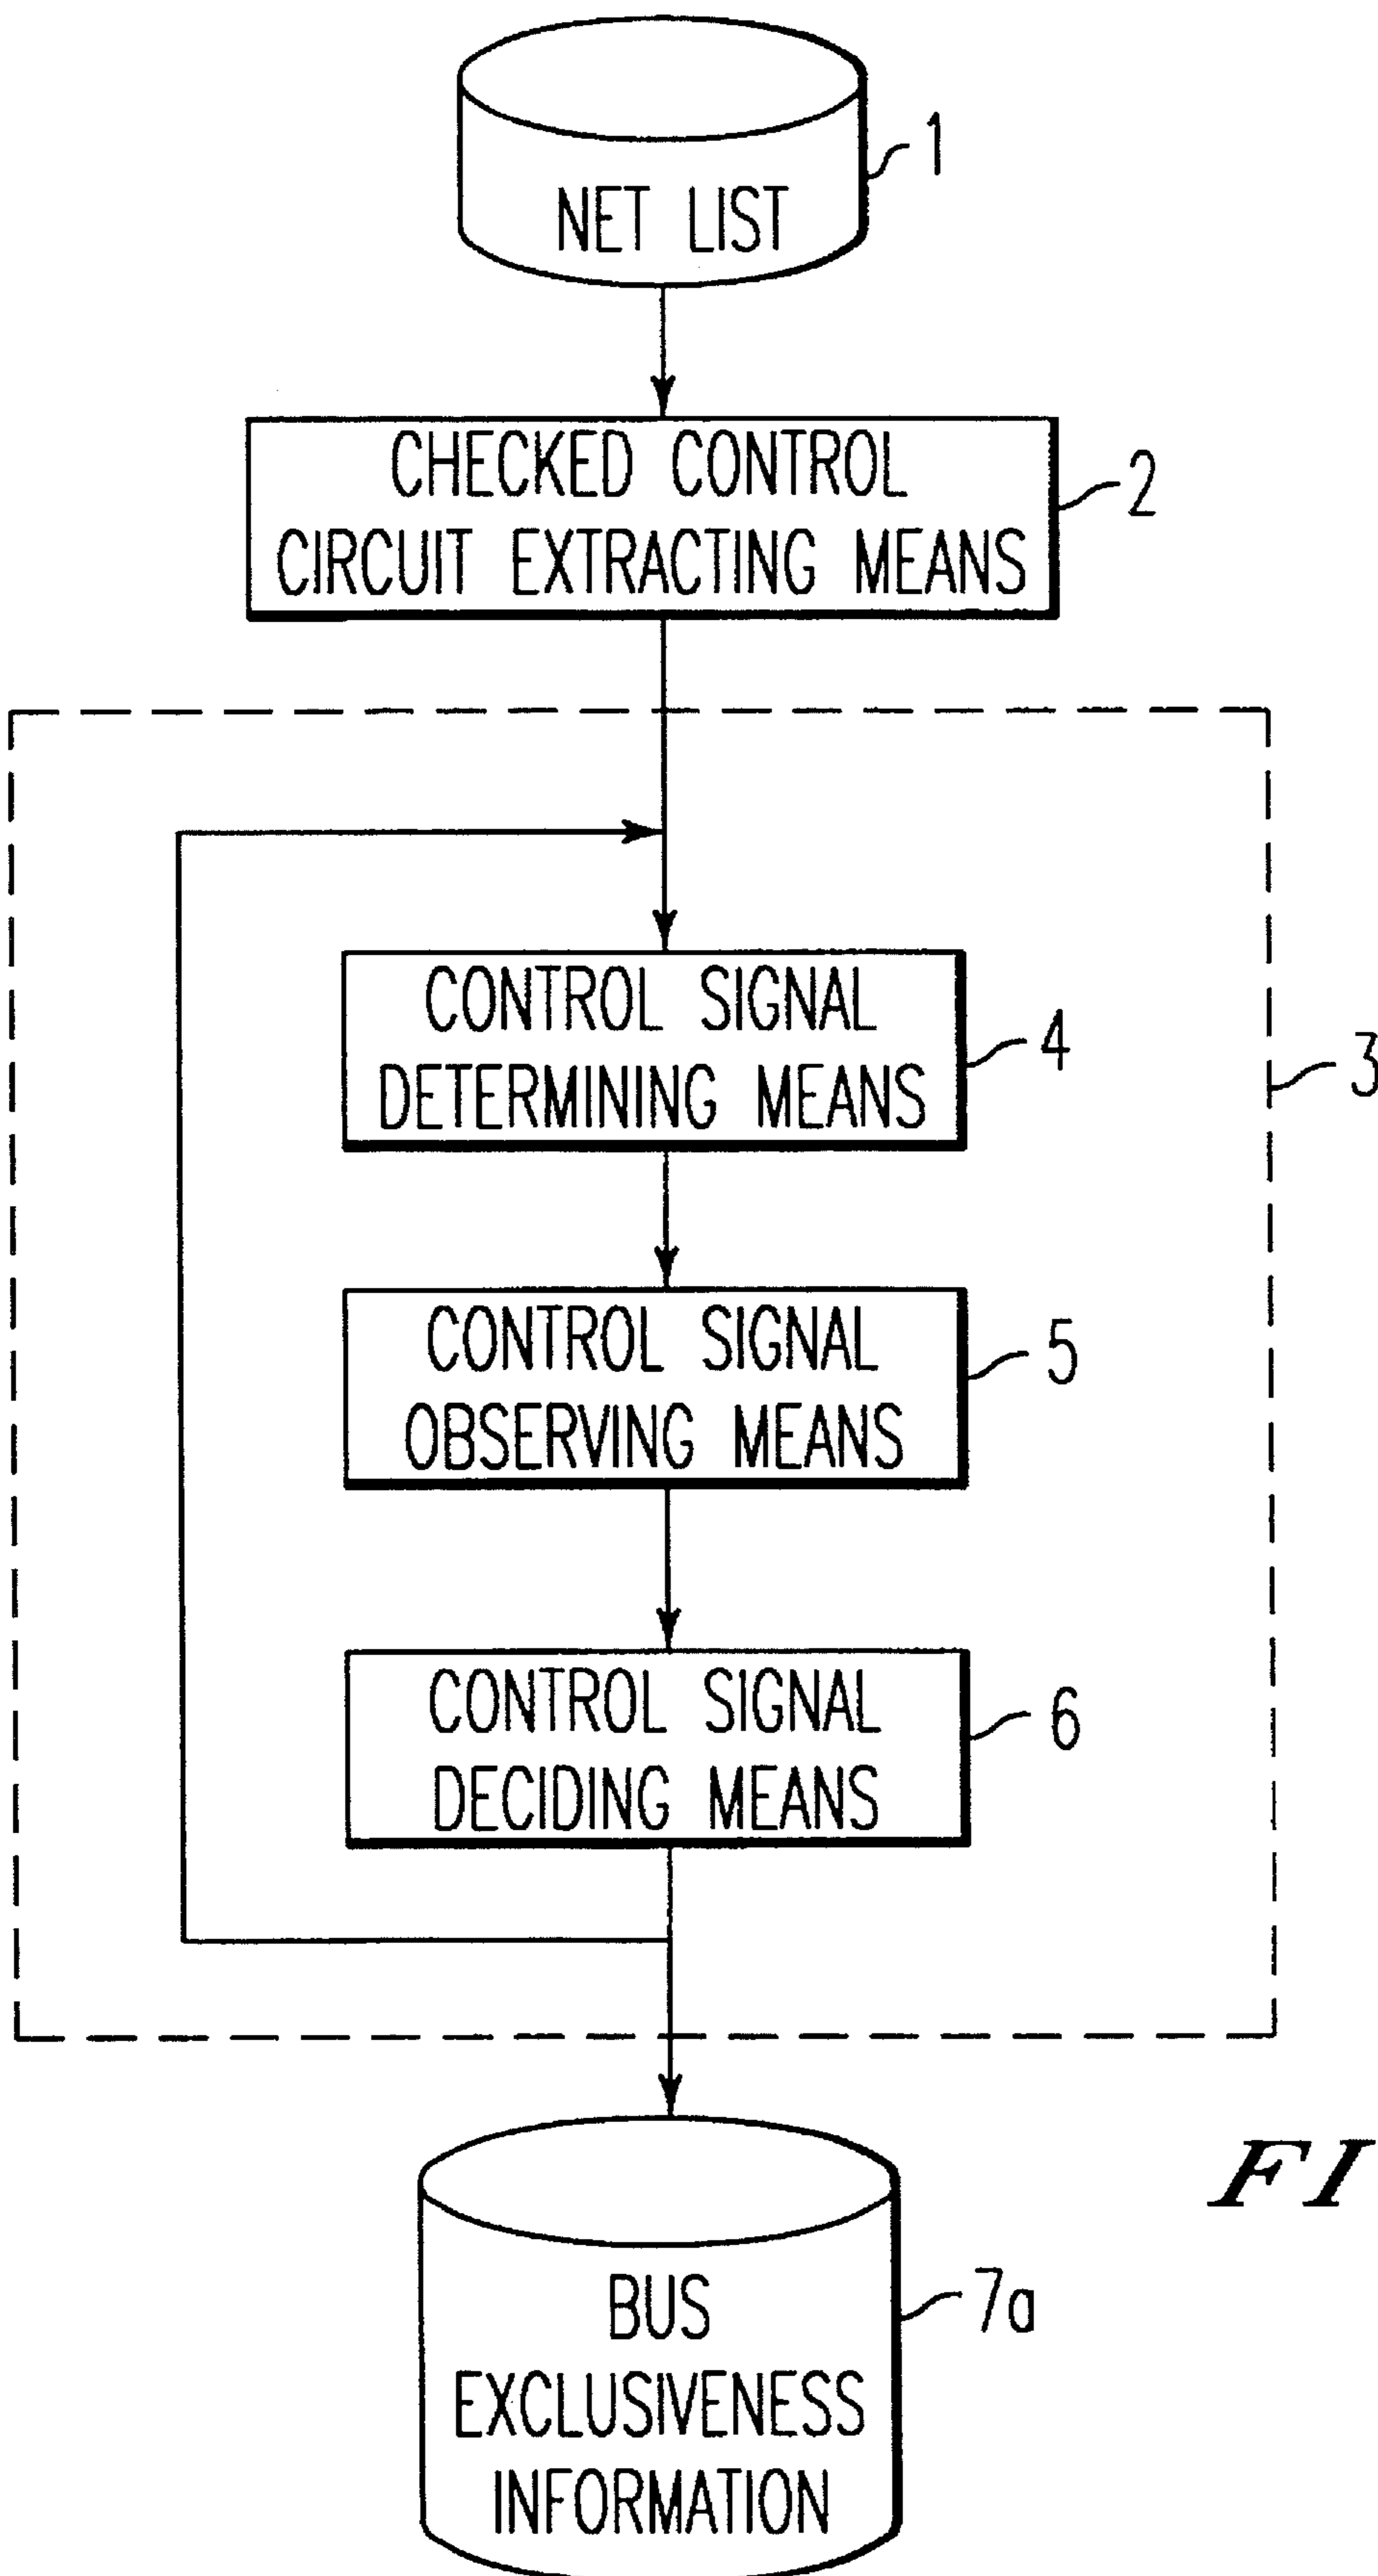 NET LIST
1
CHECKED CONTROL
CIRCUIT EXTRACTING MEANS
2
3
CONTROL SIGNAL
DETERMINING MEANS
4
CONTROL SIGNAL
OBSERVING MEANS
5
CONTROL SIGNAL
DECIDING MEANS
6
BUS
EXCLUSIVENESS
INFORMATION
7a
FI